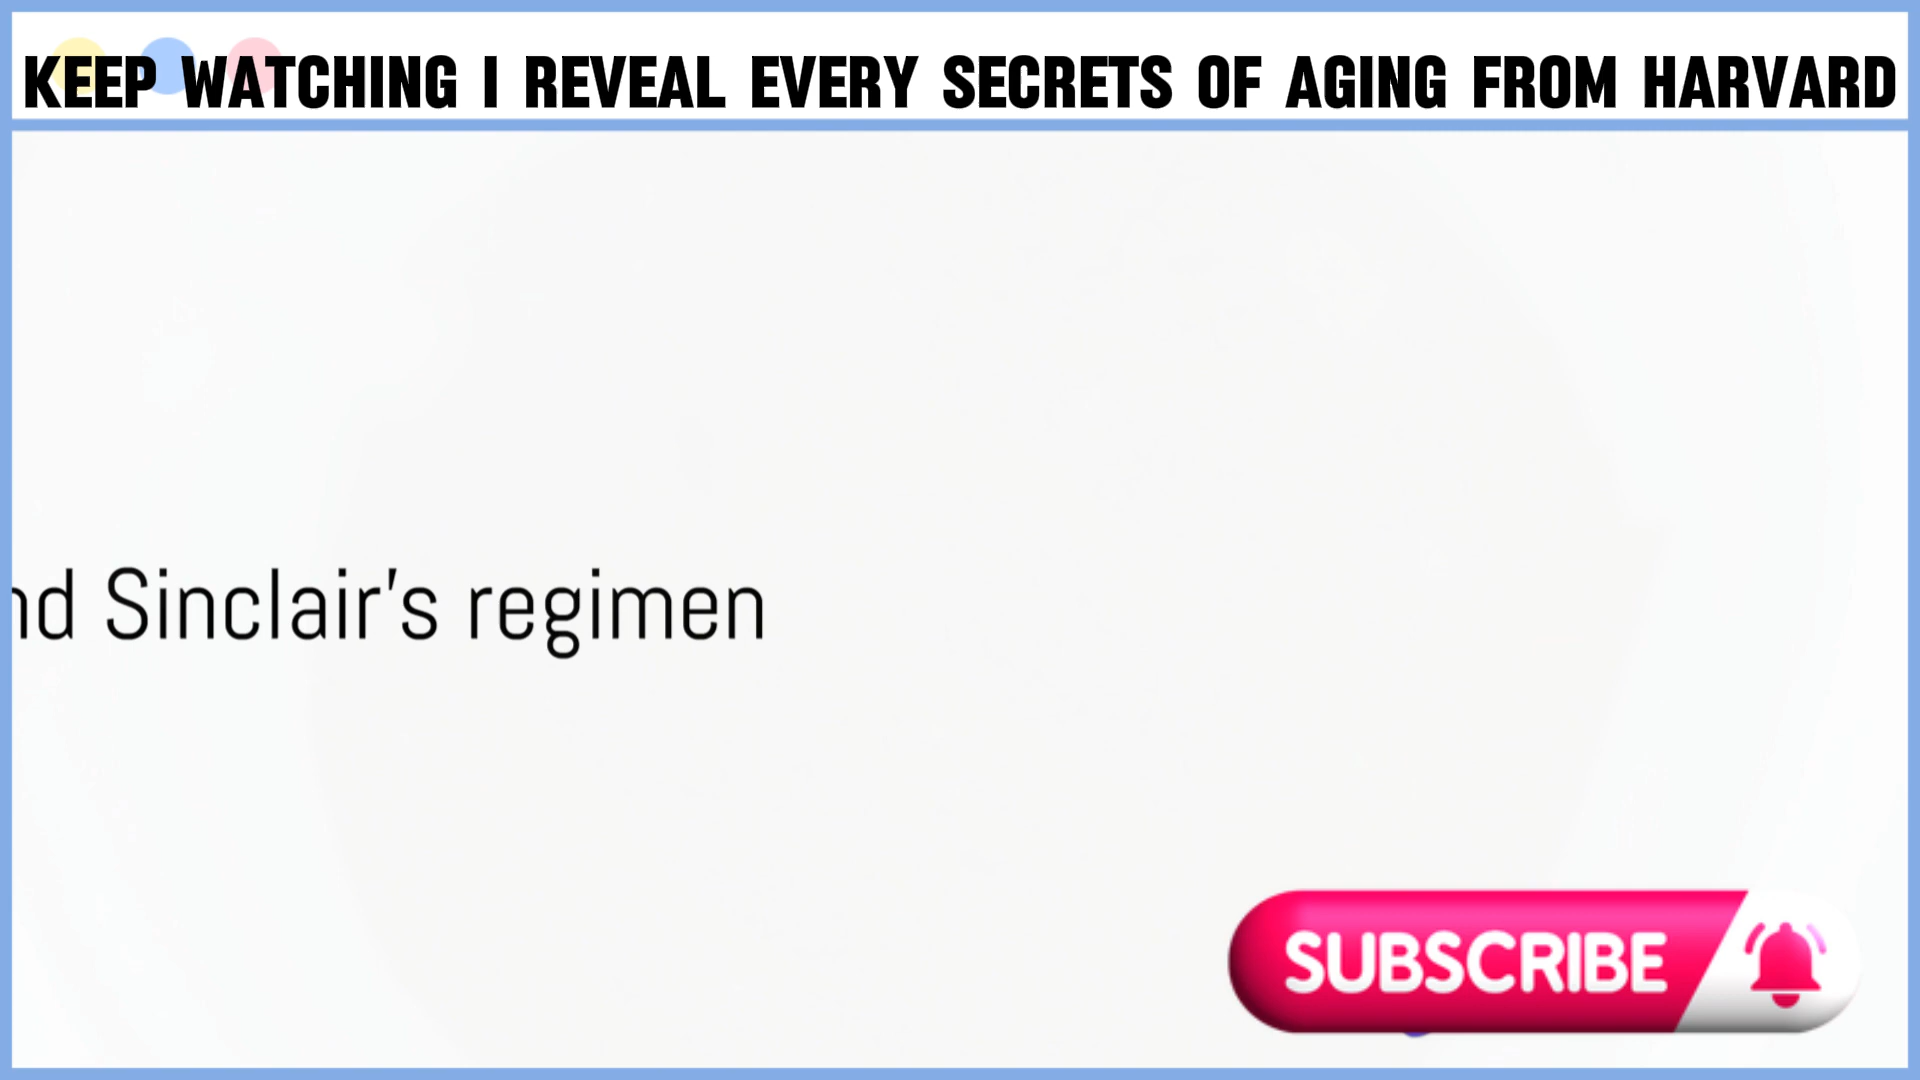 KEEP WATCHING I REVEAL EVERY SECRETS OF AGING FROM HARVARD
Sinclair's regimen
SUBSCRIBE